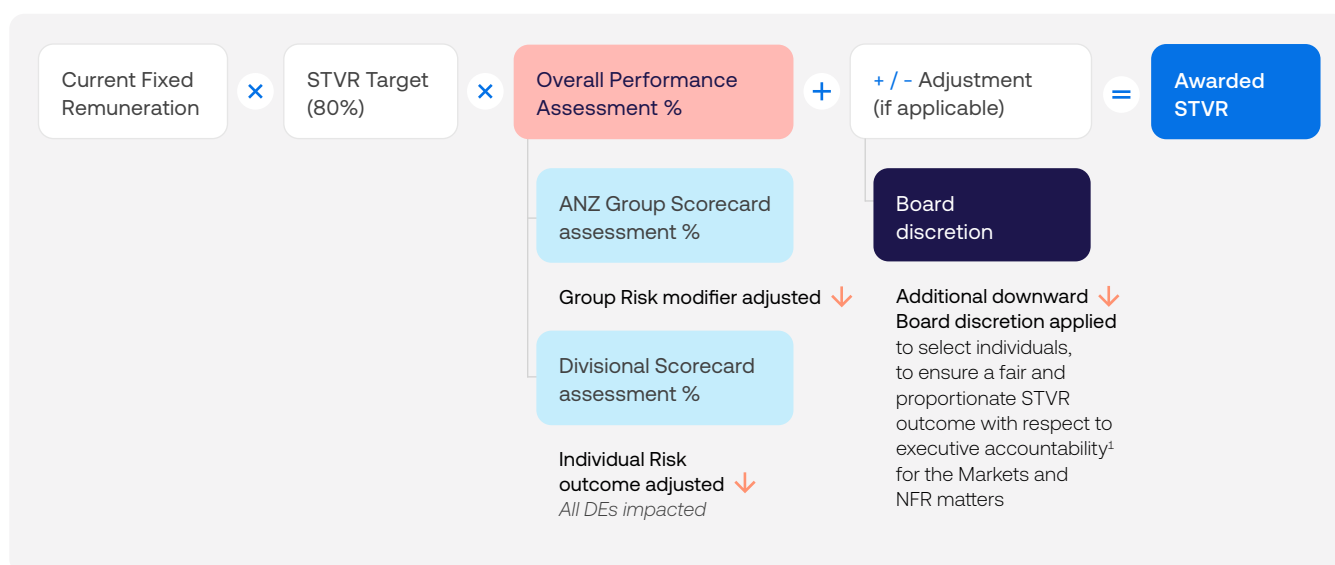 Current Fixed
Remuneration
×
STVR Target
(80%)
×
Overall Performance
Assessment %
+
+ / - Adjustment
(if applicable)
=
Awarded
STVR
ANZ Group Scorecard
assessment %
Group Risk modifier adjusted ↓
Divisional Scorecard
assessment %
Individual Risk
outcome adjusted ↓
All DEs impacted
Board
discretion
Additional downward ↓
Board discretion applied
to select individuals,
to ensure a fair and
proportionate STVR
outcome with respect to
executive accountability¹
for the Markets and
NFR matters